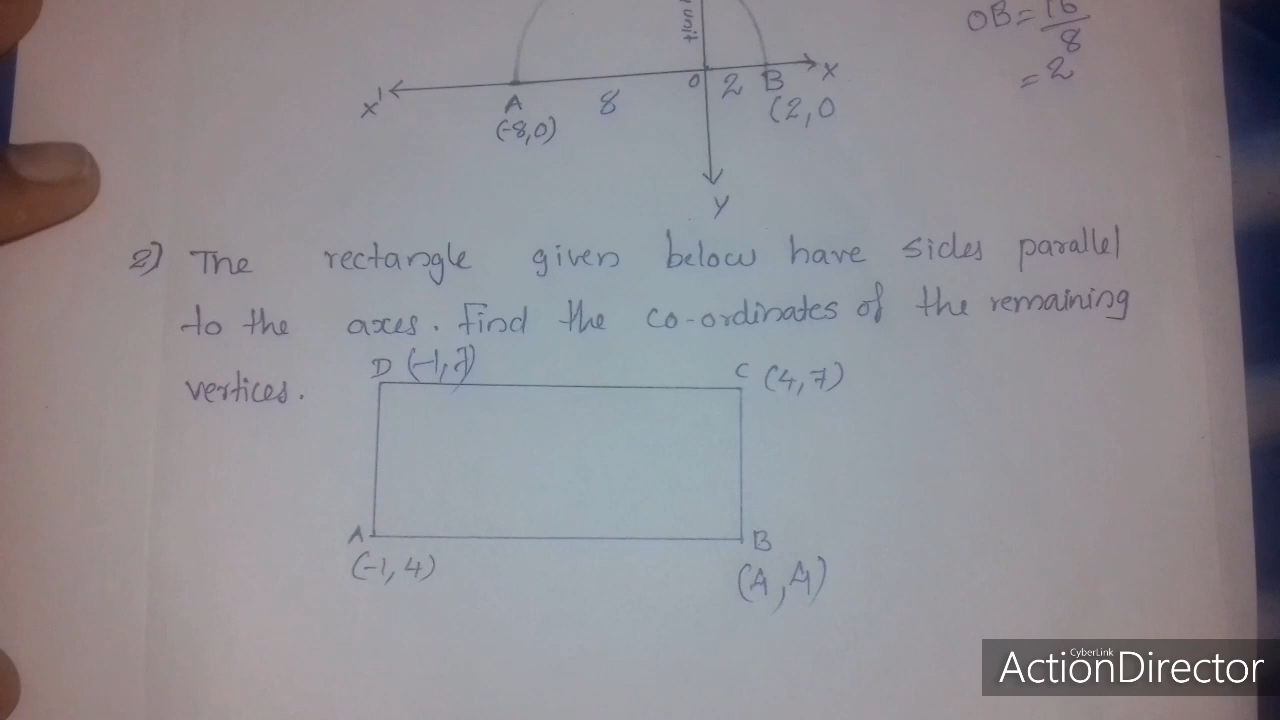 OB = 16/8
= 2
unit
X' A 8 O 2 B X
(-8,0) (2,0
Y
2) The rectangle given below have sides parallel
to the axes. Find the co-ordinates of the remaining
vertices.
D (-1,7) C (4,7)
A B
(-1,4) (4,4)
CyberLink
ActionDirector